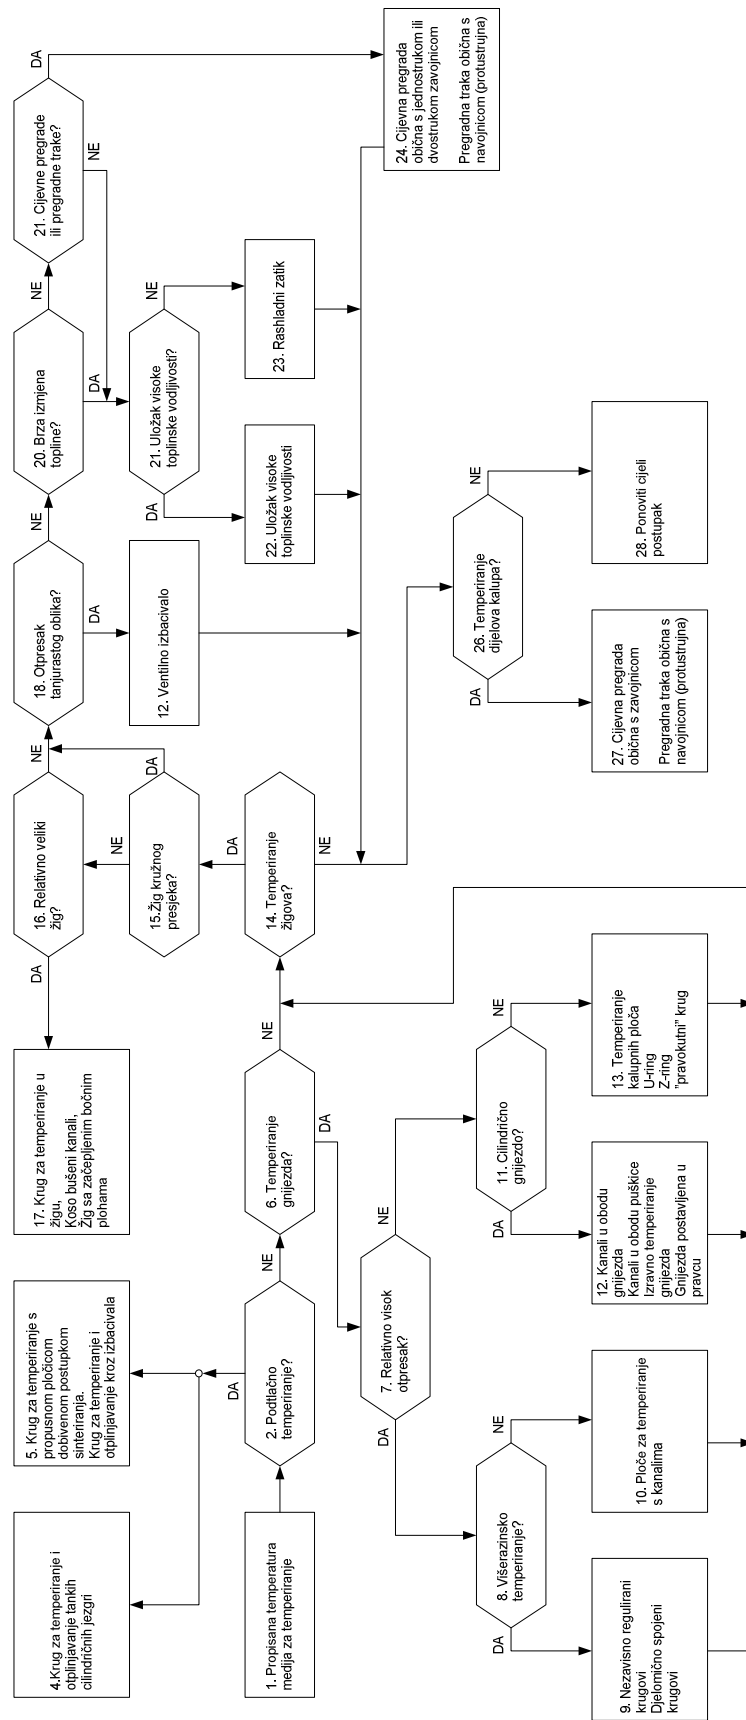 1. Propisana temperatura
medija za temperiranje
2. Podtlačno
temperiranje?
DA
NE
4.Krug za temperiranje i
otplinjavanje tankih
cilindričnih jezgri
5. Krug za temperiranje s
propusnom pločicom
dobivenom postupkom
sinteriranja.
Krug za temperiranje i
otplinjavanje kroz izbacivala
6. Temperiranje
gnijezda?
DA
NE
7. Relativno visok
otpresak?
DA
NE
8. Višerazinsko
temperiranje?
DA
NE
9. Nezavisno regulirani
krugovi
Djelomično spojeni
krugovi
10. Ploče za temperiranje
s kanalima
11. Cilindrično
gnijezdo?
DA
NE
12. Kanali u obodu
gnijezda
Kanali u obodu puškice
Izravno temperiranje
gnijezda
Gnijezda postavljena u
pravcu
13. Temperiranje
kalupnih ploča
U-ring
Z-ring
"pravokutni" krug
14. Temperiranje
žigova?
DA
NE
15.Žig kružnog
presjeka?
NE
DA
16. Relativno veliki
žig?
DA
NE
17. Krug za temperiranje u
žigu,
Koso bušeni kanali,
Žig sa začepljenim bočnim
plohama
18. Otpresak
tanjurastog oblika?
DA
NE
12. Ventilno izbacivalo
20. Brza izmjena
topline?
DA
NE
21. Cijevne pregrade
ili pregradne trake?
DA
NE
21. Uložak visoke
toplinske vodljivosti?
DA
NE
22. Uložak visoke
toplinske vodljivosti
23. Rashladni zatik
24. Cijevna pregrada
obična s jednostrukom ili
dvostrukom zavojnicom
Pregradna traka obična s
navojnicom (protustrujna)
26. Temperiranje
dijelova kalupa?
DA
NE
27. Cijevna pregrada
obična s zavojnicom
Pregradna traka obična s
navojnicom (protustrujna)
28. Ponoviti cijeli
postupak